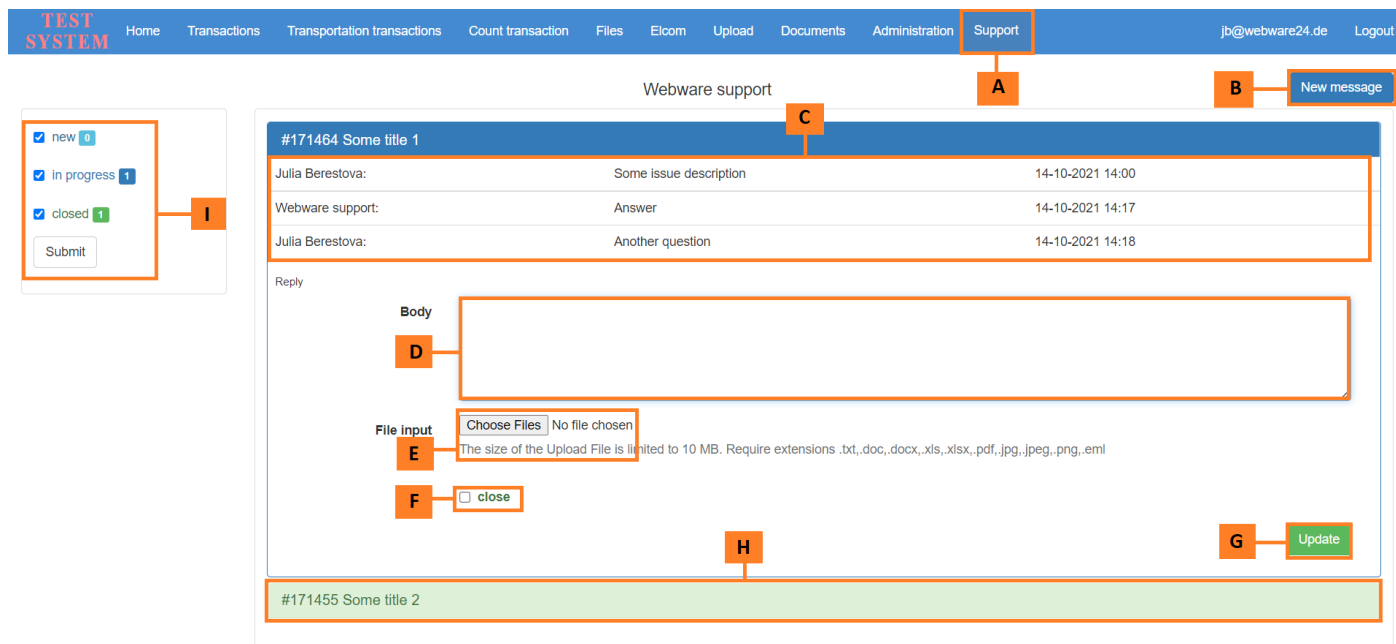 TEST
SYSTEM
Home Transactions Transportation transactions Count transaction Files Elcom Upload Documents Administration Support jb@webware24.de Logout
A
Webware support
B
New message
C
new 0
in progress 1
closed 1
Submit
I
#171464 Some title 1
Julia Berestova: Some issue description 14-10-2021 14:00
Webware support: Answer 14-10-2021 14:17
Julia Berestova: Another question 14-10-2021 14:18
Reply
Body
D
File input
Choose Files No file chosen
E
The size of the Upload File is limited to 10 MB. Require extensions .txt,.doc,.docx,.xls,.xlsx,.pdf,.jpg,.jpeg,.png,.eml
F
close
G
Update
H
#171455 Some title 2